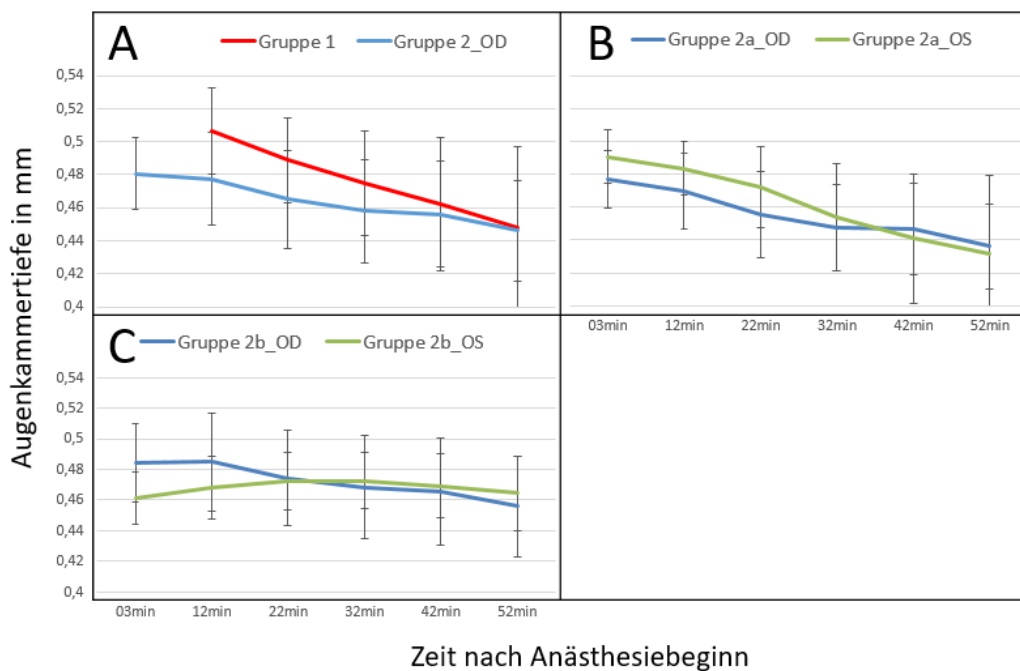 A
Gruppe 1 Gruppe 2_OD
B
Gruppe 2a_OD Gruppe 2a_OS
0,54
0,52
0,5
0,48
0,46
0,44
0,42
0,4
03min 12min 22min 32min 42min 52min
C
Gruppe 2b_OD Gruppe 2b_OS
0,54
0,52
0,5
0,48
0,46
0,44
0,42
0,4
03min 12min 22min 32min 42min 52min
Augenkammertiefe in mm
Zeit nach Anästhesiebeginn